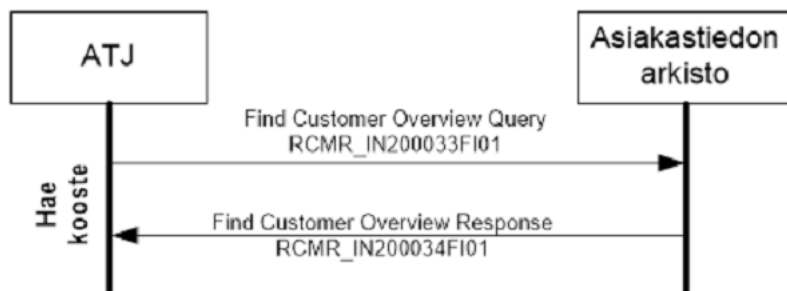 ATJ
Asiakastiedon
arkisto
Find Customer Overview Query
RCMR_IN200033FI01
Hae
kooste
Find Customer Overview Response
RCMR_IN200034FI01